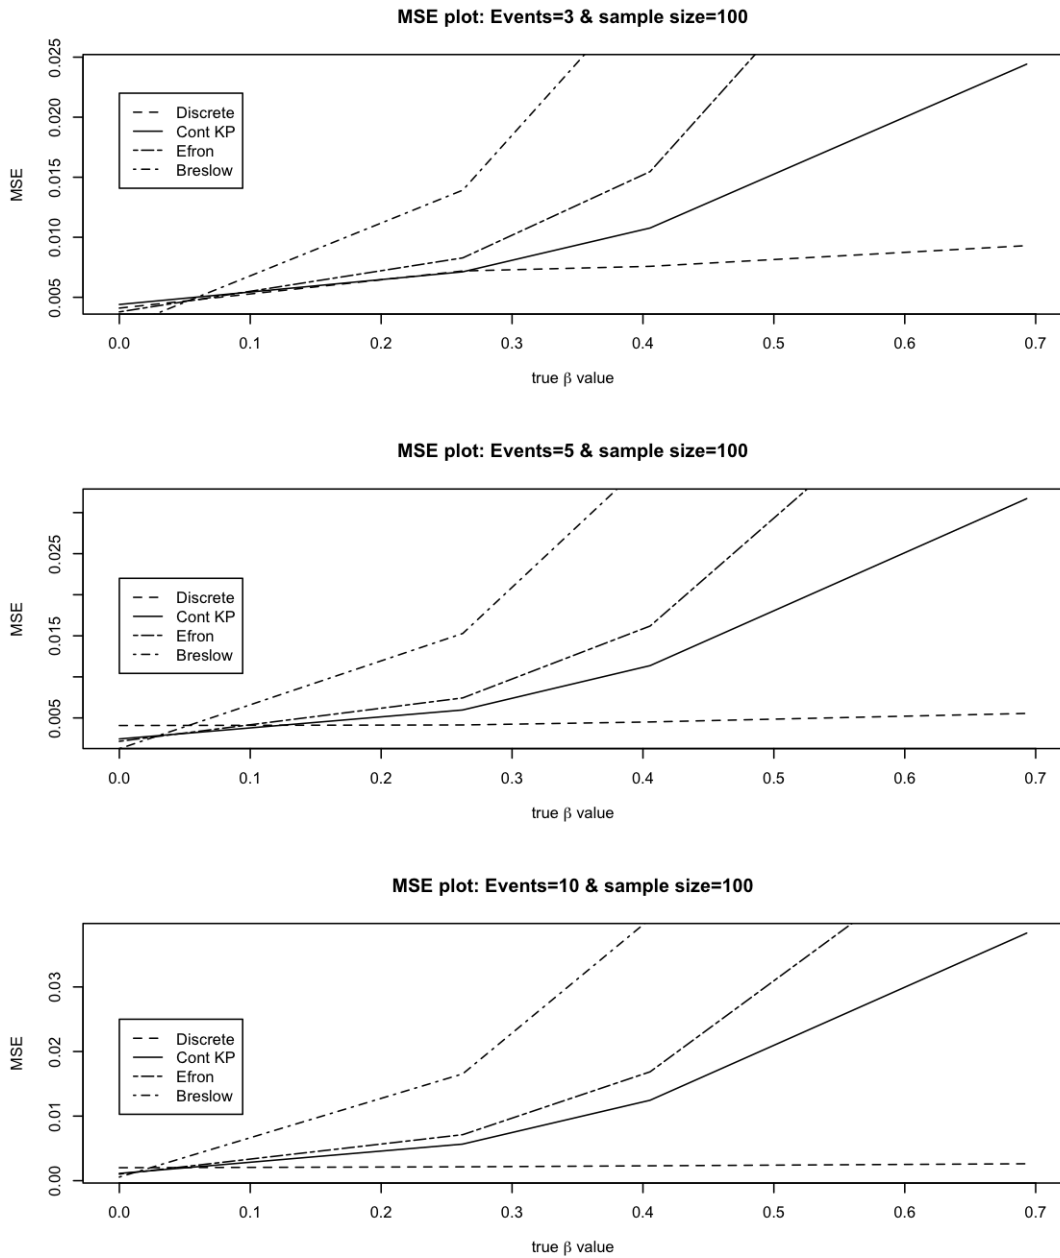 MSE plot: Events=3 & sample size=100
MSE
0.025
0.020
0.015
0.010
0.005
Discrete
Cont KP
Efron
Breslow
0.0 0.1 0.2 0.3 0.4 0.5 0.6 0.7
true β value
MSE plot: Events=5 & sample size=100
MSE
0.025
0.015
0.005
Discrete
Cont KP
Efron
Breslow
0.0 0.1 0.2 0.3 0.4 0.5 0.6 0.7
true β value
MSE plot: Events=10 & sample size=100
MSE
0.03
0.02
0.01
0.00
Discrete
Cont KP
Efron
Breslow
0.0 0.1 0.2 0.3 0.4 0.5 0.6 0.7
true β value